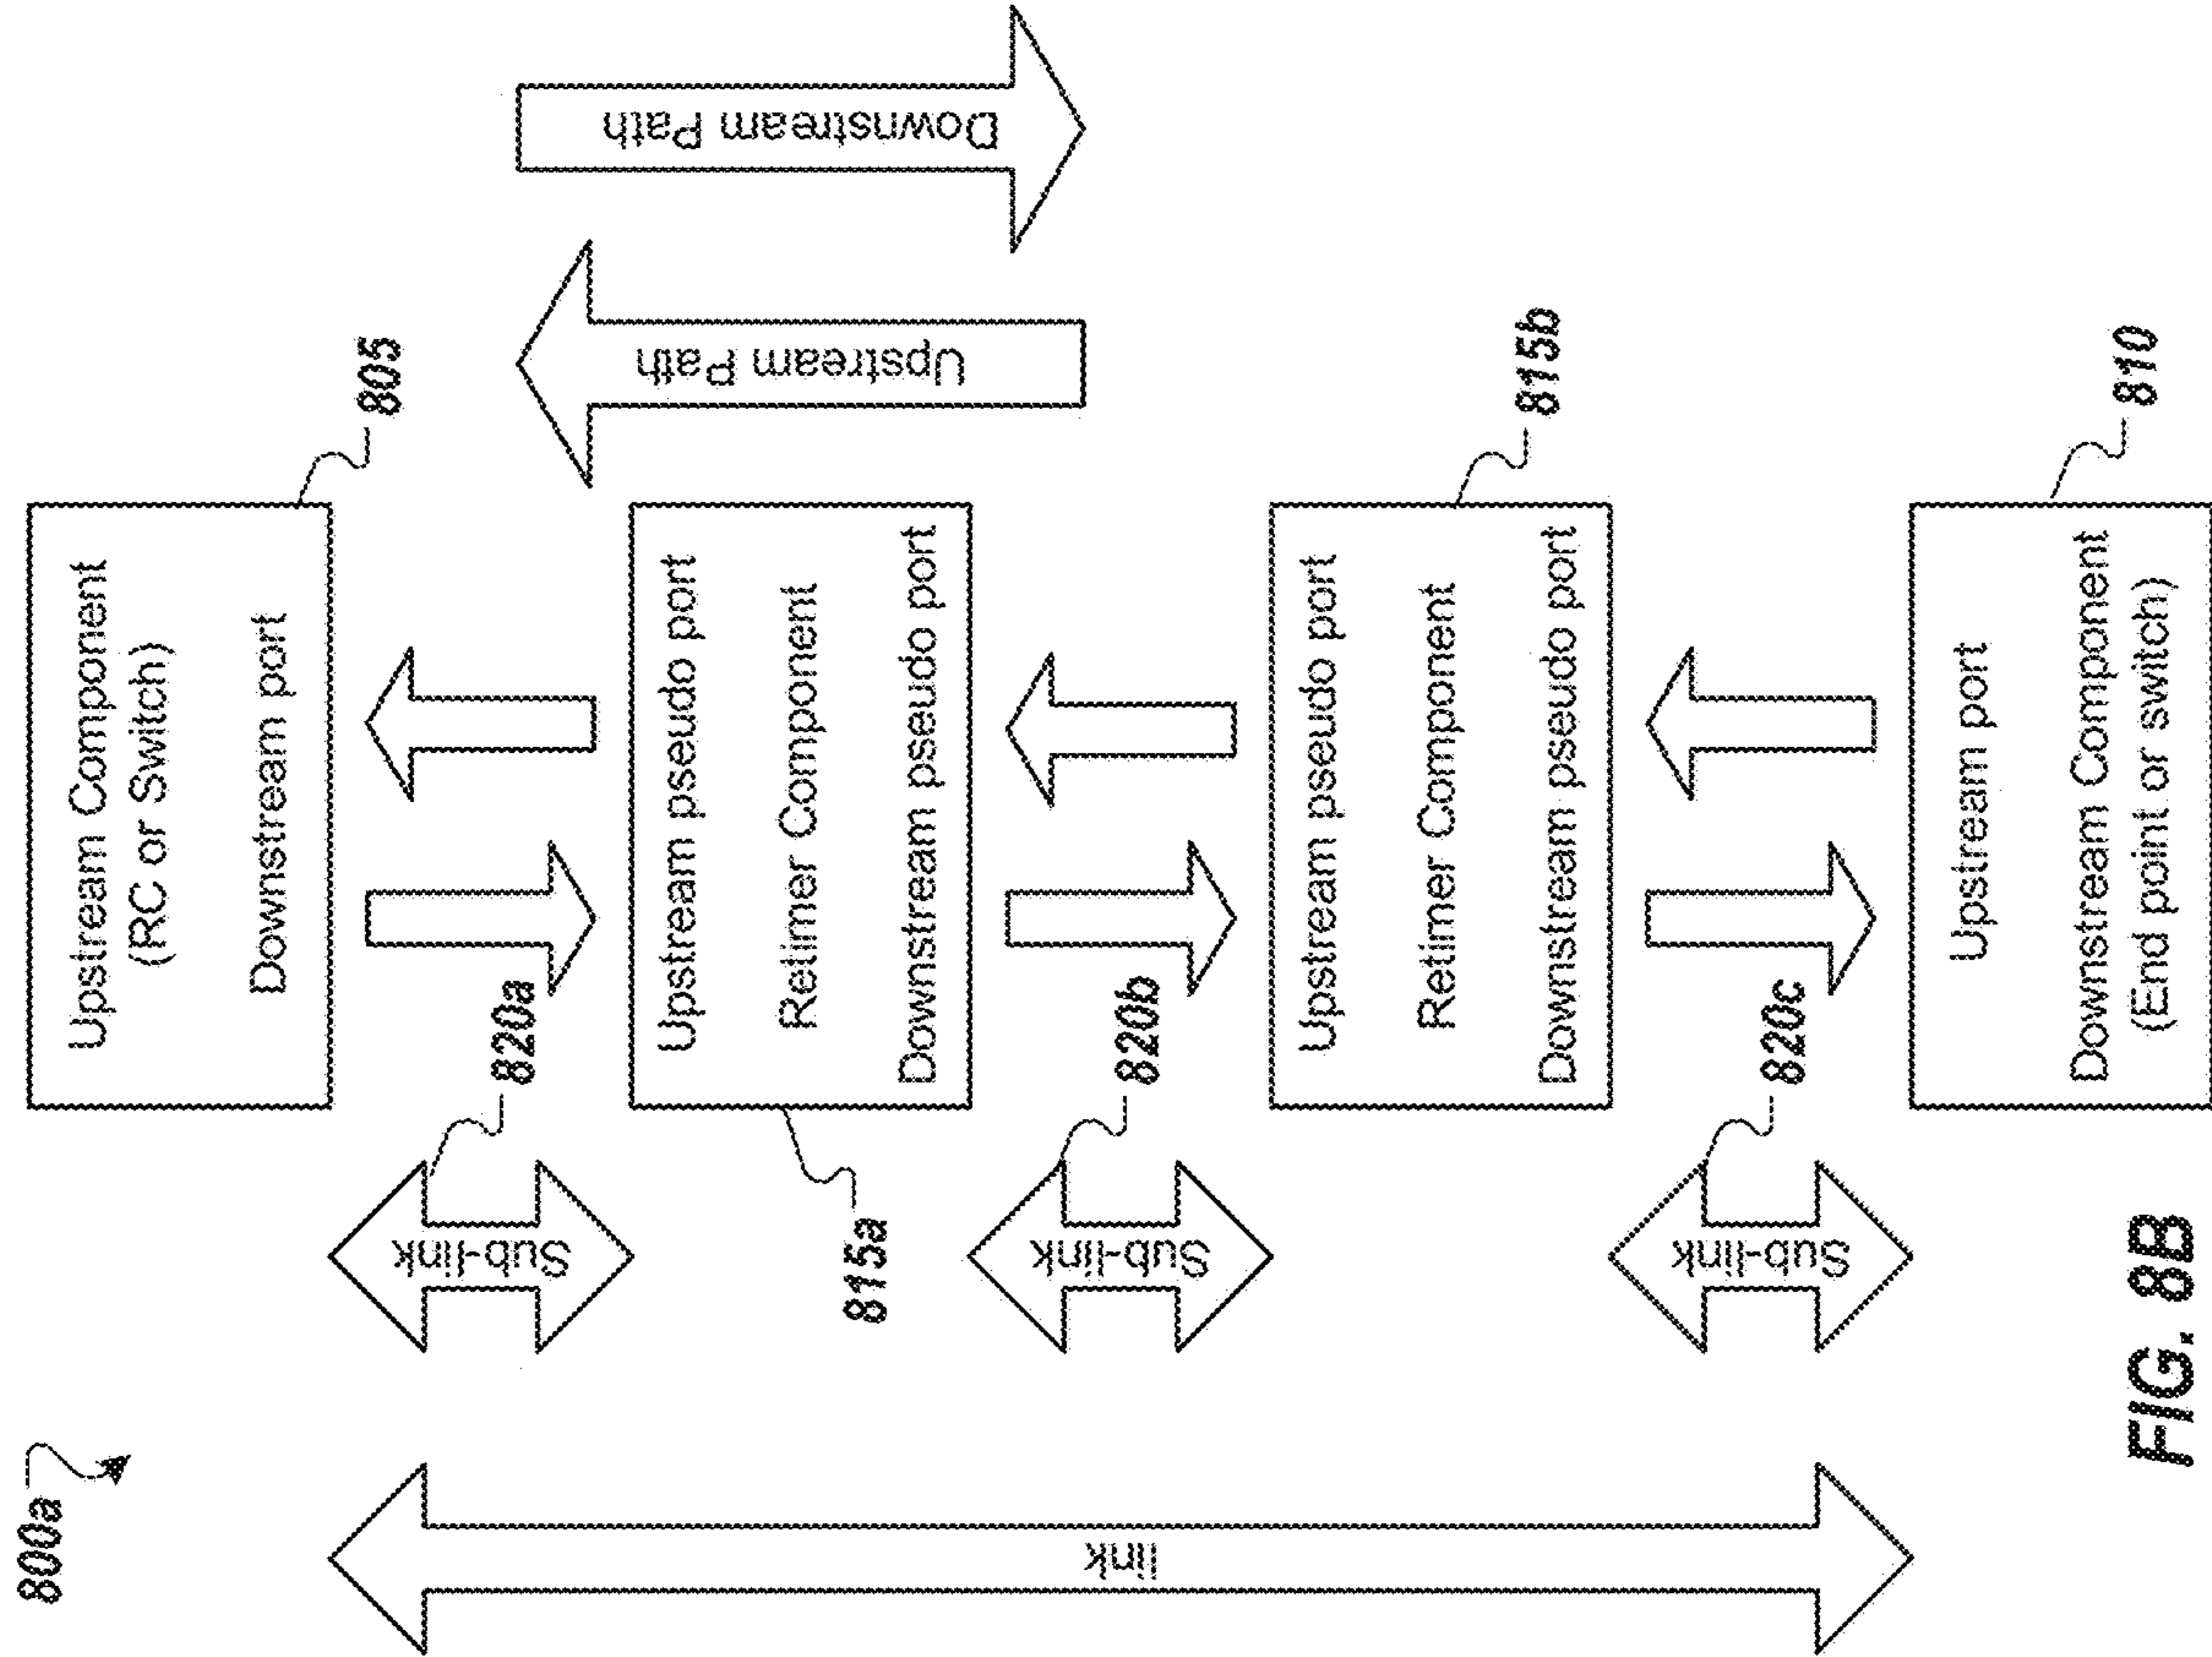 800a
Upstream Component
(RC or Switch)
Downstream port
805
820a
Sub-link
Upstream pseudo port
Retimer Component
Downstream pseudo port
815a
Upstream Path
Downstream Path
820b
Sub-link
link
Upstream pseudo port
Retimer Component
Downstream pseudo port
815b
820c
Sub-link
Upstream port
Downstream Component
(End point or switch)
810
FIG. 8B